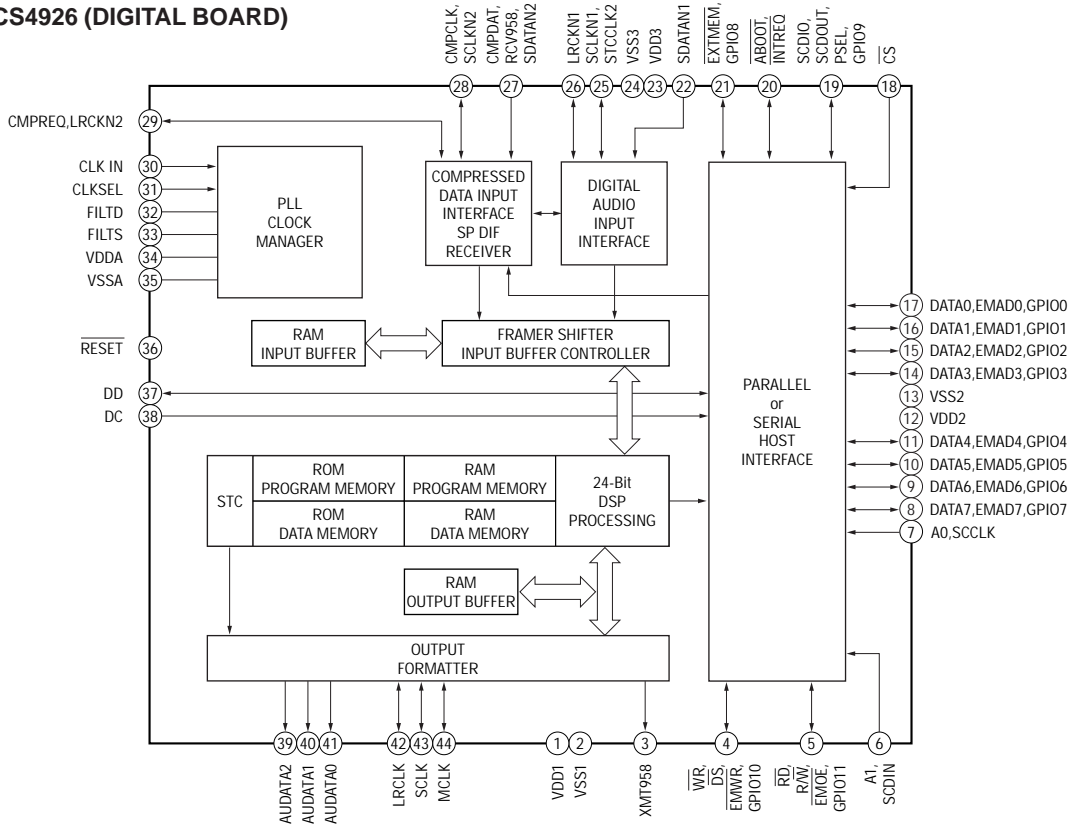 CS4926 (DIGITAL BOARD)
CMPCLK,
SCLKN2
CMPDAT,
RCV958,
SDATAN2
LRCKN1
SCLKN1,
STCCLK2
VSS3
VDD3
SDATAN1
EXTMEM,
GPIO8
ABOOT,
INTREQ
SCDIO,
SCDOUT,
PSEL,
GPIO9
CS
28
27
26
25
24
23
22
21
20
19
18
CMPREQ,LRCKN2
29
CLK IN
30
CLKSEL
31
FILTD
32
FILTS
33
VDDA
34
VSSA
35
RESET
36
DD
37
DC
38
PLL
CLOCK
MANAGER
COMPRESSED
DATA INPUT
INTERFACE
SP DIF
RECEIVER
DIGITAL
AUDIO
INPUT
INTERFACE
RAM
INPUT BUFFER
FRAMER SHIFTER
INPUT BUFFER CONTROLLER
PARALLEL
or
SERIAL
HOST
INTERFACE
STC
ROM
PROGRAM MEMORY
RAM
PROGRAM MEMORY
ROM
DATA MEMORY
RAM
DATA MEMORY
24-Bit
DSP
PROCESSING
RAM
OUTPUT BUFFER
OUTPUT
FORMATTER
17 DATA0,EMAD0,GPIO0
16 DATA1,EMAD1,GPIO1
15 DATA2,EMAD2,GPIO2
14 DATA3,EMAD3,GPIO3
13 VSS2
12 VDD2
11 DATA4,EMAD4,GPIO4
10 DATA5,EMAD5,GPIO5
9 DATA6,EMAD6,GPIO6
8 DATA7,EMAD7,GPIO7
7 A0,SCCLK
39
40
41
42
43
44
1
2
3
4
5
6
AUDATA2
AUDATA1
AUDATA0
LRCLK
SCLK
MCLK
VDD1
VSS1
XMT958
WR,
DS,
EMWR,
GPIO10
RD,
R/W,
EMOE,
GPIO11
A1,
SCDIN